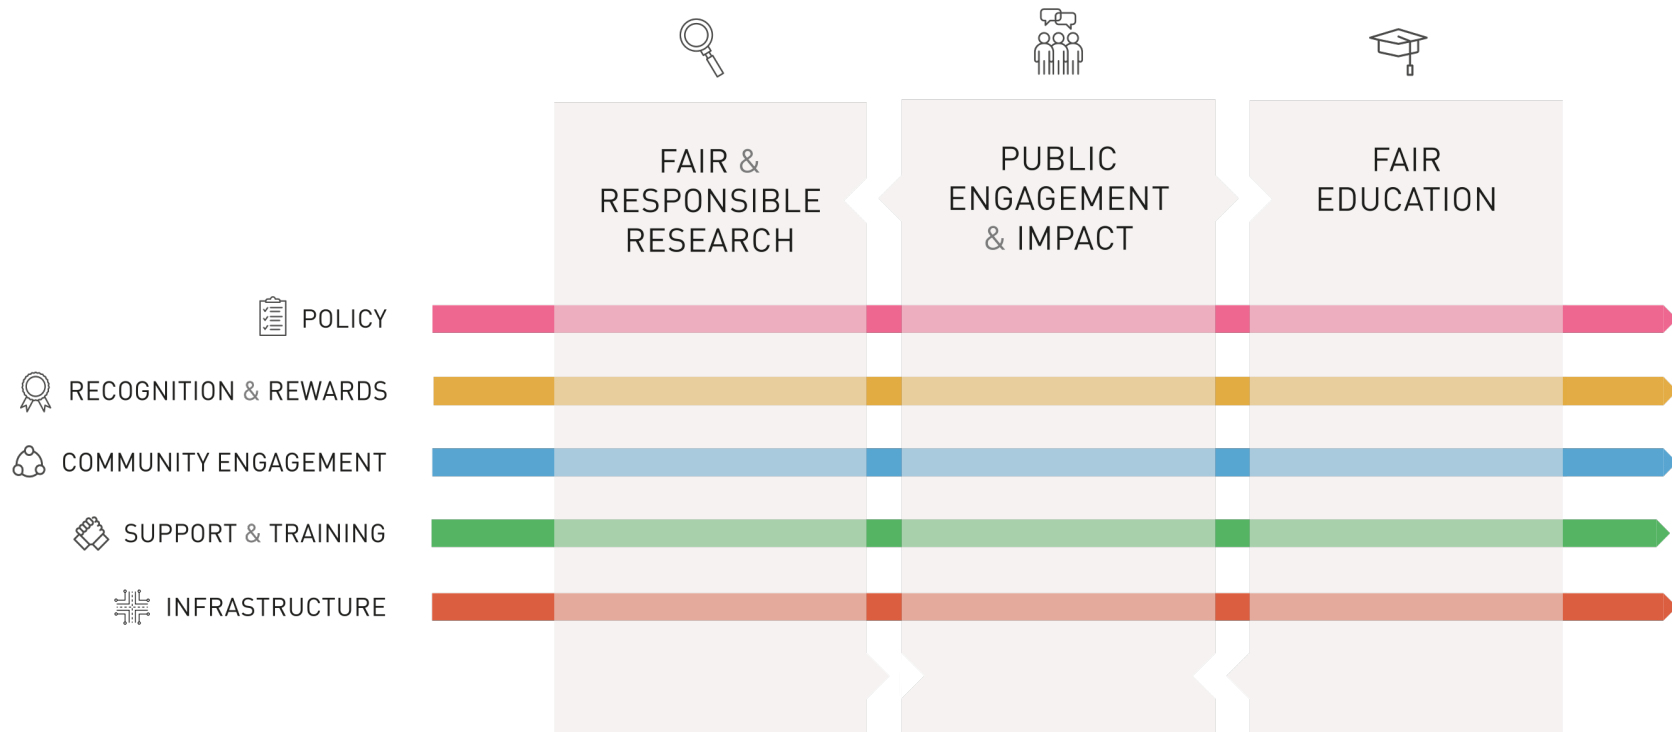 FAIR &
RESPONSIBLE
RESEARCH
PUBLIC
ENGAGEMENT
& IMPACT
FAIR
EDUCATION
POLICY
RECOGNITION & REWARDS
COMMUNITY ENGAGEMENT
SUPPORT & TRAINING
INFRASTRUCTURE